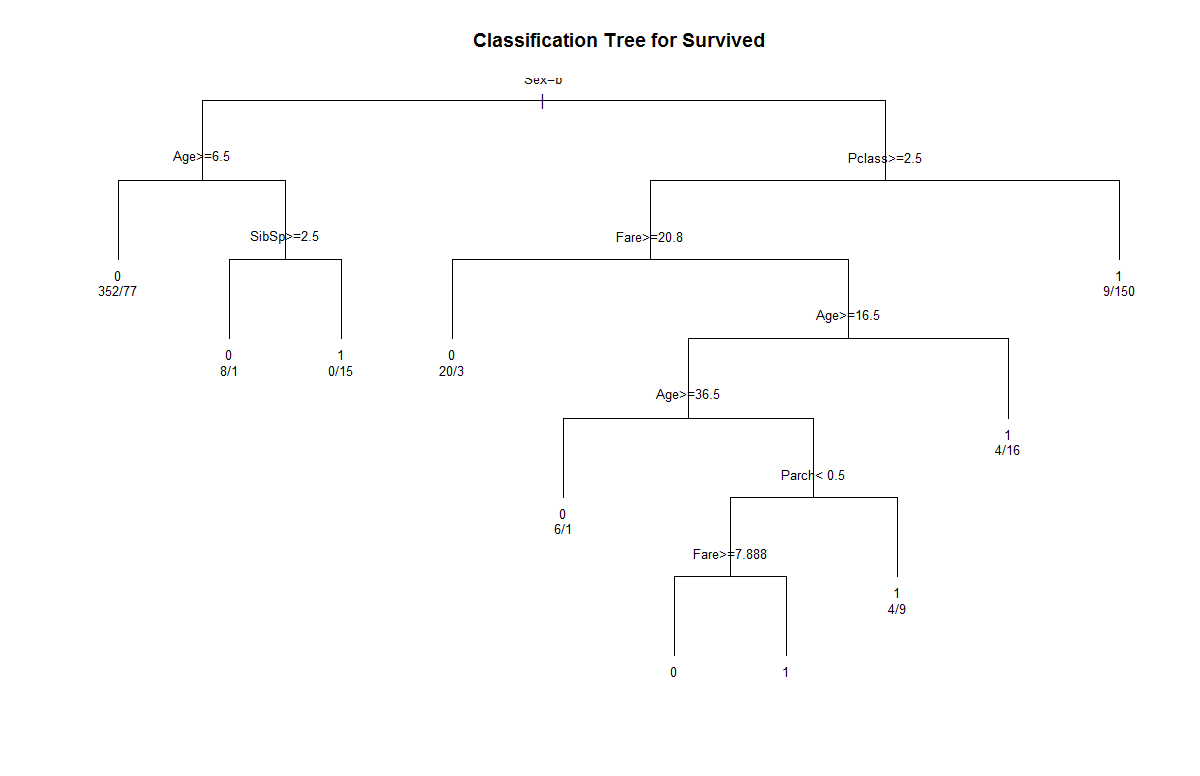 Classification Tree for Survived
Sex=b
Age>=6.5
Pclass>=2.5
SibSp>=2.5
Fare>=20.8
0
352/77
1
9/150
Age>=16.5
0
8/1
1
0/15
0
20/3
Age>=36.5
1
4/16
Parch< 0.5
0
6/1
Fare>=7.888
1
4/9
0
1